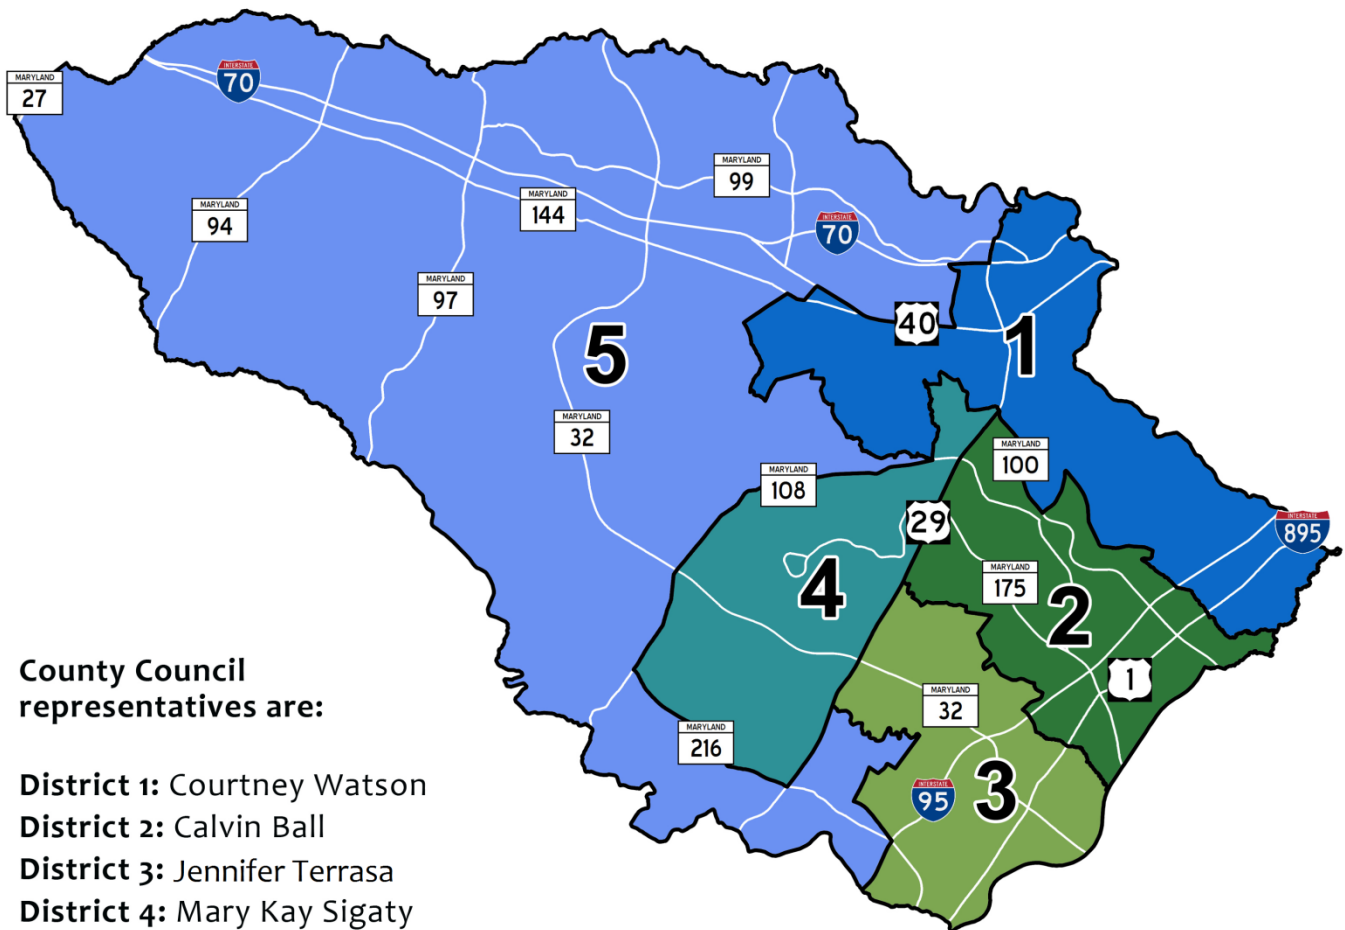 MARYLAND
27
INTERSTATE
70
MARYLAND
94
MARYLAND
144
MARYLAND
99
INTERSTATE
70
MARYLAND
97
40
1
5
MARYLAND
32
MARYLAND
100
MARYLAND
108
29
INTERSTATE
895
4
MARYLAND
175
2
1
MARYLAND
32
MARYLAND
216
INTERSTATE
95
3
County Council
representatives are:
District 1: Courtney Watson
District 2: Calvin Ball
District 3: Jennifer Terrasa
District 4: Mary Kay Sigaty